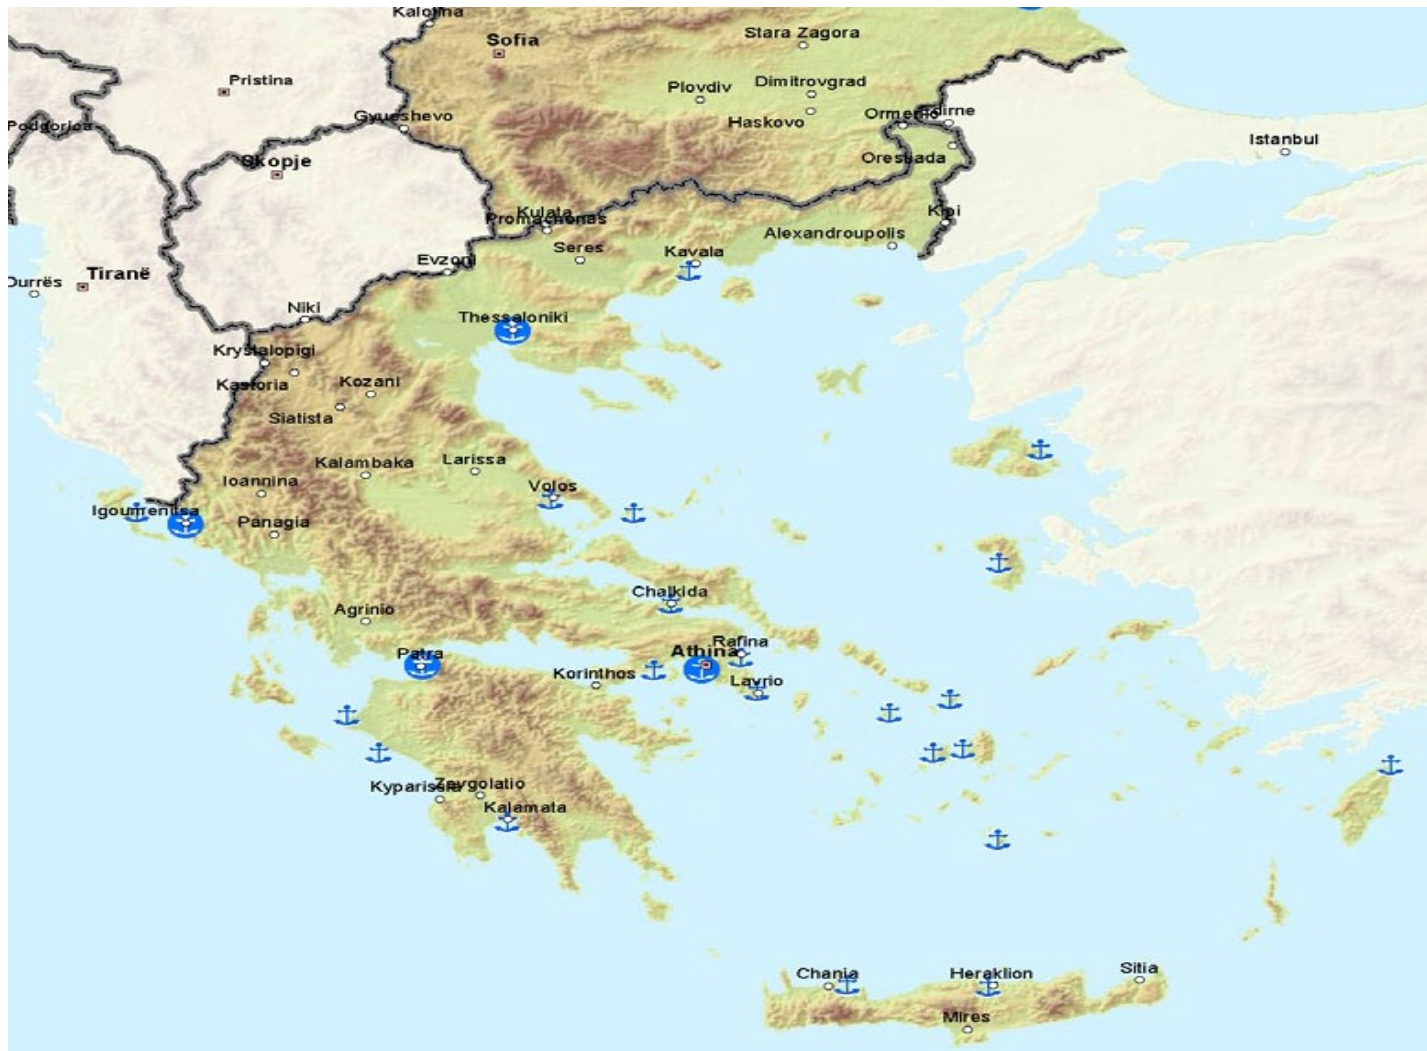 Kalotina
Sofia
Stara Zagora
Pristina
Plovdiv
Dimitrovgrad
Gyueshevo
Haskovo
Ormenio
Edirne
Podgorica
Istanbul
Skopje
Orestiada
Kulata
Promachonas
Kipi
Seres
Alexandroupolis
Evzoni
Kavala
Tiranë
Durrës
Niki
Thessaloniki
Krystalopigi
Kastoria
Kozani
Siatista
Kalambaka
Larissa
Ioannina
Volos
Igoumenitsa
Panagia
Chalkida
Agrinio
Rafina
Athina
Patra
Korinthos
Lavrio
Kyparissia
Zevgolatio
Kalamata
Chania
Heraklion
Sitia
Mires